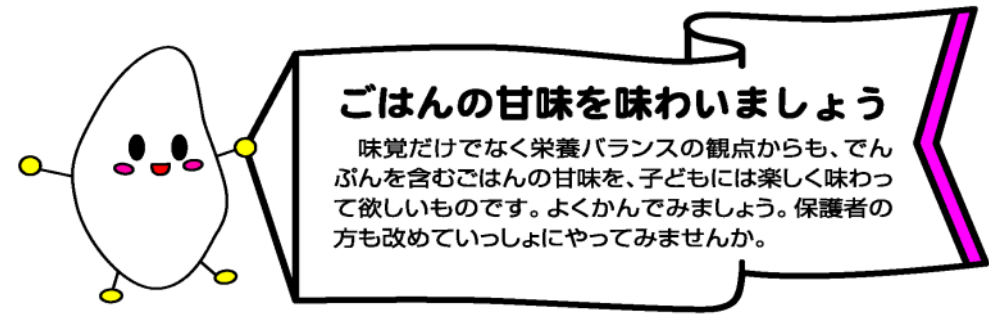 ごはんの甘味を味わいましょう
　味覚だけでなく栄養バランスの観点からも、でん
ぷんを含むごはんの甘味を、子どもには楽しく味わっ
て欲しいものです。よくかんでみましょう。保護者の
方も改めていっしょにやってみませんか。